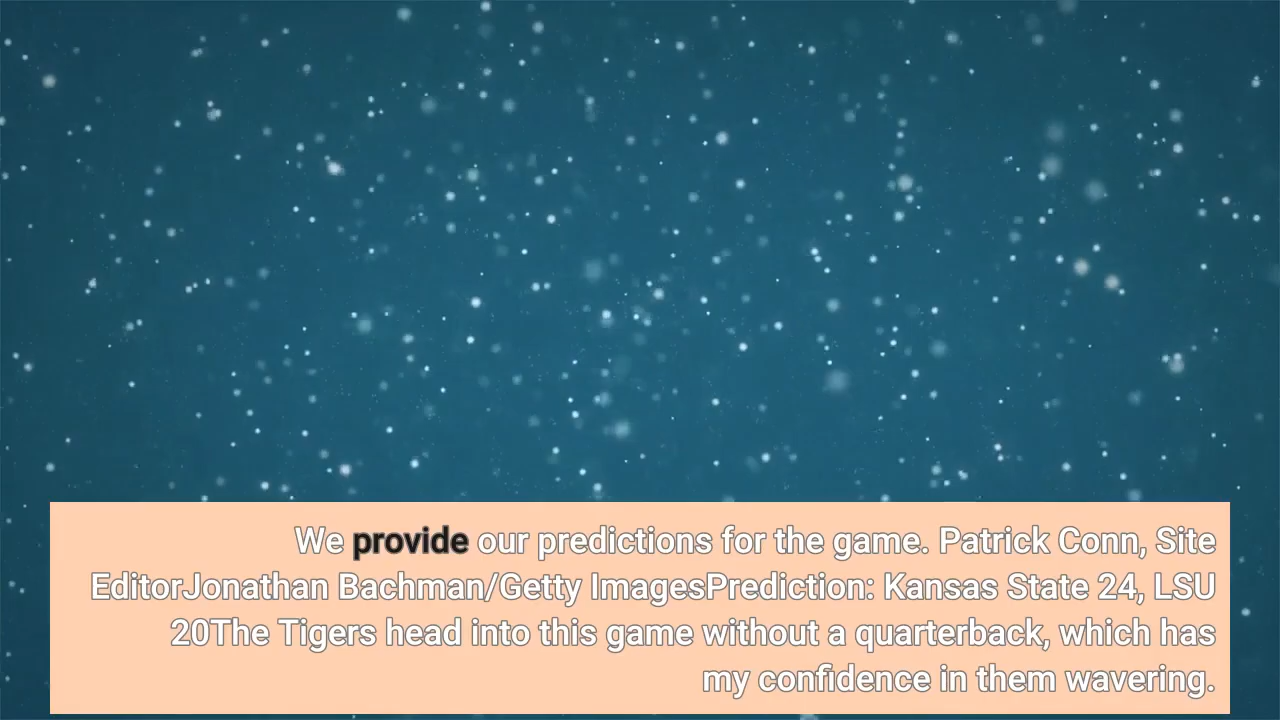 We provide our predictions for the game. Patrick Conn, Site
EditorJonathan Bachman/Getty ImagesPrediction: Kansas State 24, LSU
20The Tigers head into this game without a quarterback, which has
my confidence in them wavering.